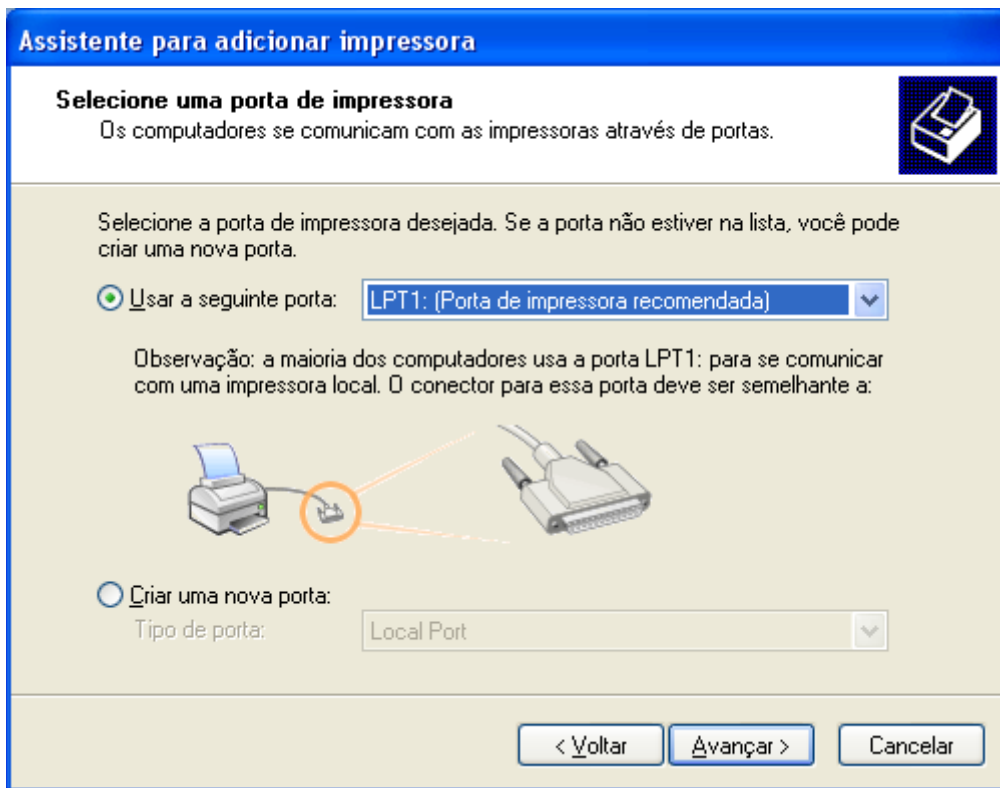 Assistente para adicionar impressora
Selecione uma porta de impressora
Os computadores se comunicam com as impressoras através de portas.
Selecione a porta de impressora desejada. Se a porta não estiver na lista, você pode
criar uma nova porta.
Usar a seguinte porta: LPT1: (Porta de impressora recomendada)
Observação: a maioria dos computadores usa a porta LPT1: para se comunicar
com uma impressora local. O conector para essa porta deve ser semelhante a:
Criar uma nova porta:
Tipo de porta: Local Port
< Voltar Avançar > Cancelar